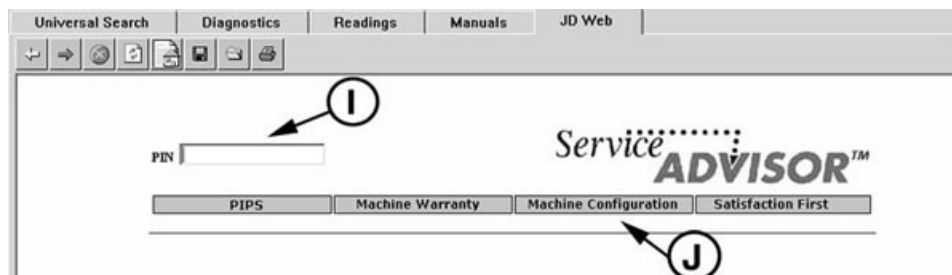 Universal Search Diagnostics Readings Manuals JD Web
I
PIN
Service
ADVISOR™
PIPS Machine Warranty Machine Configuration Satisfaction First
J